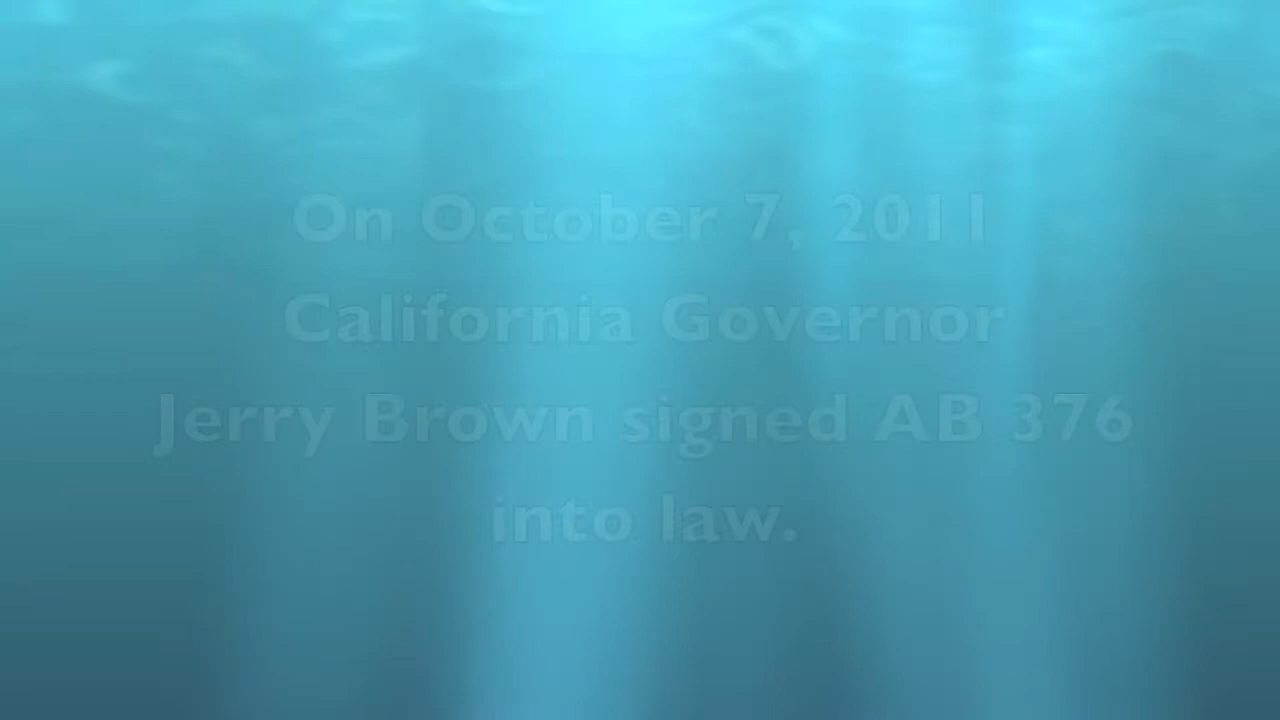 On October 7, 2011
California Governor
Jerry Brown signed AB 376
into law.